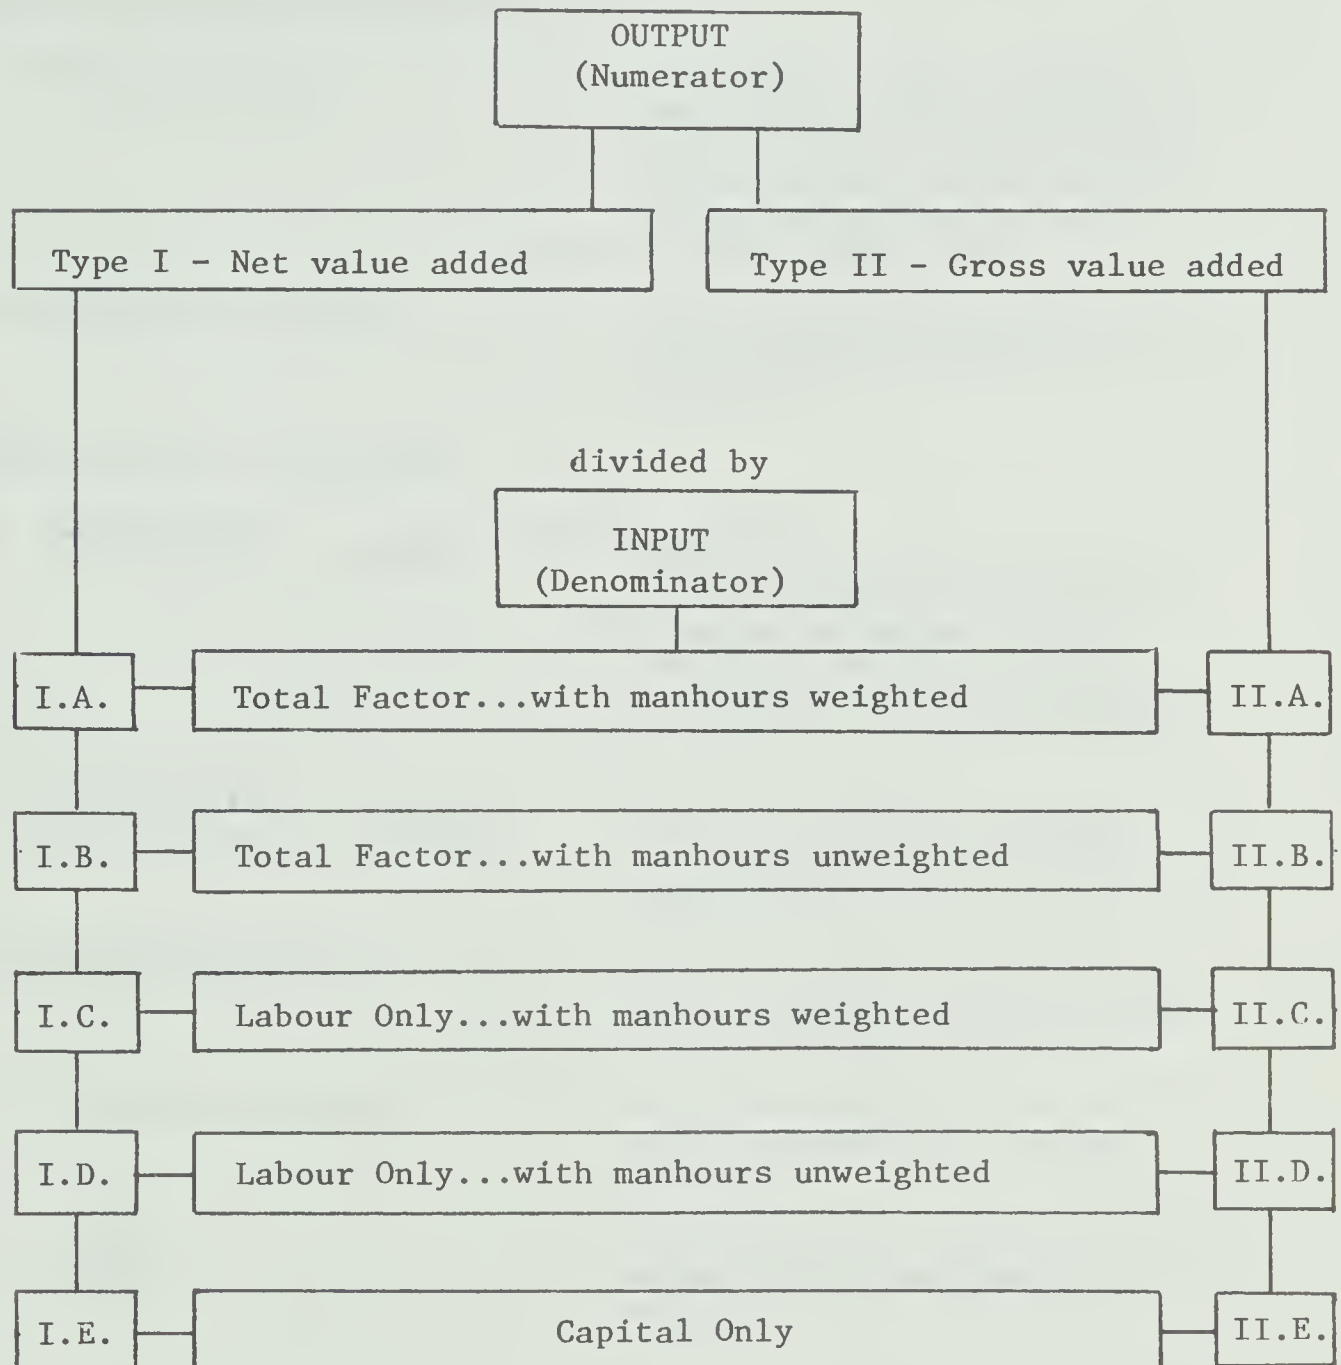 OUTPUT
(Numerator)
Type I - Net value added
Type II - Gross value added
divided by
INPUT
(Denominator)
I.A.
Total Factor...with manhours weighted
II.A.
I.B.
Total Factor...with manhours unweighted
II.B.
I.C.
Labour Only...with manhours weighted
II.C.
I.D.
Labour Only...with manhours unweighted
II.D.
I.E.
Capital Only
II.E.